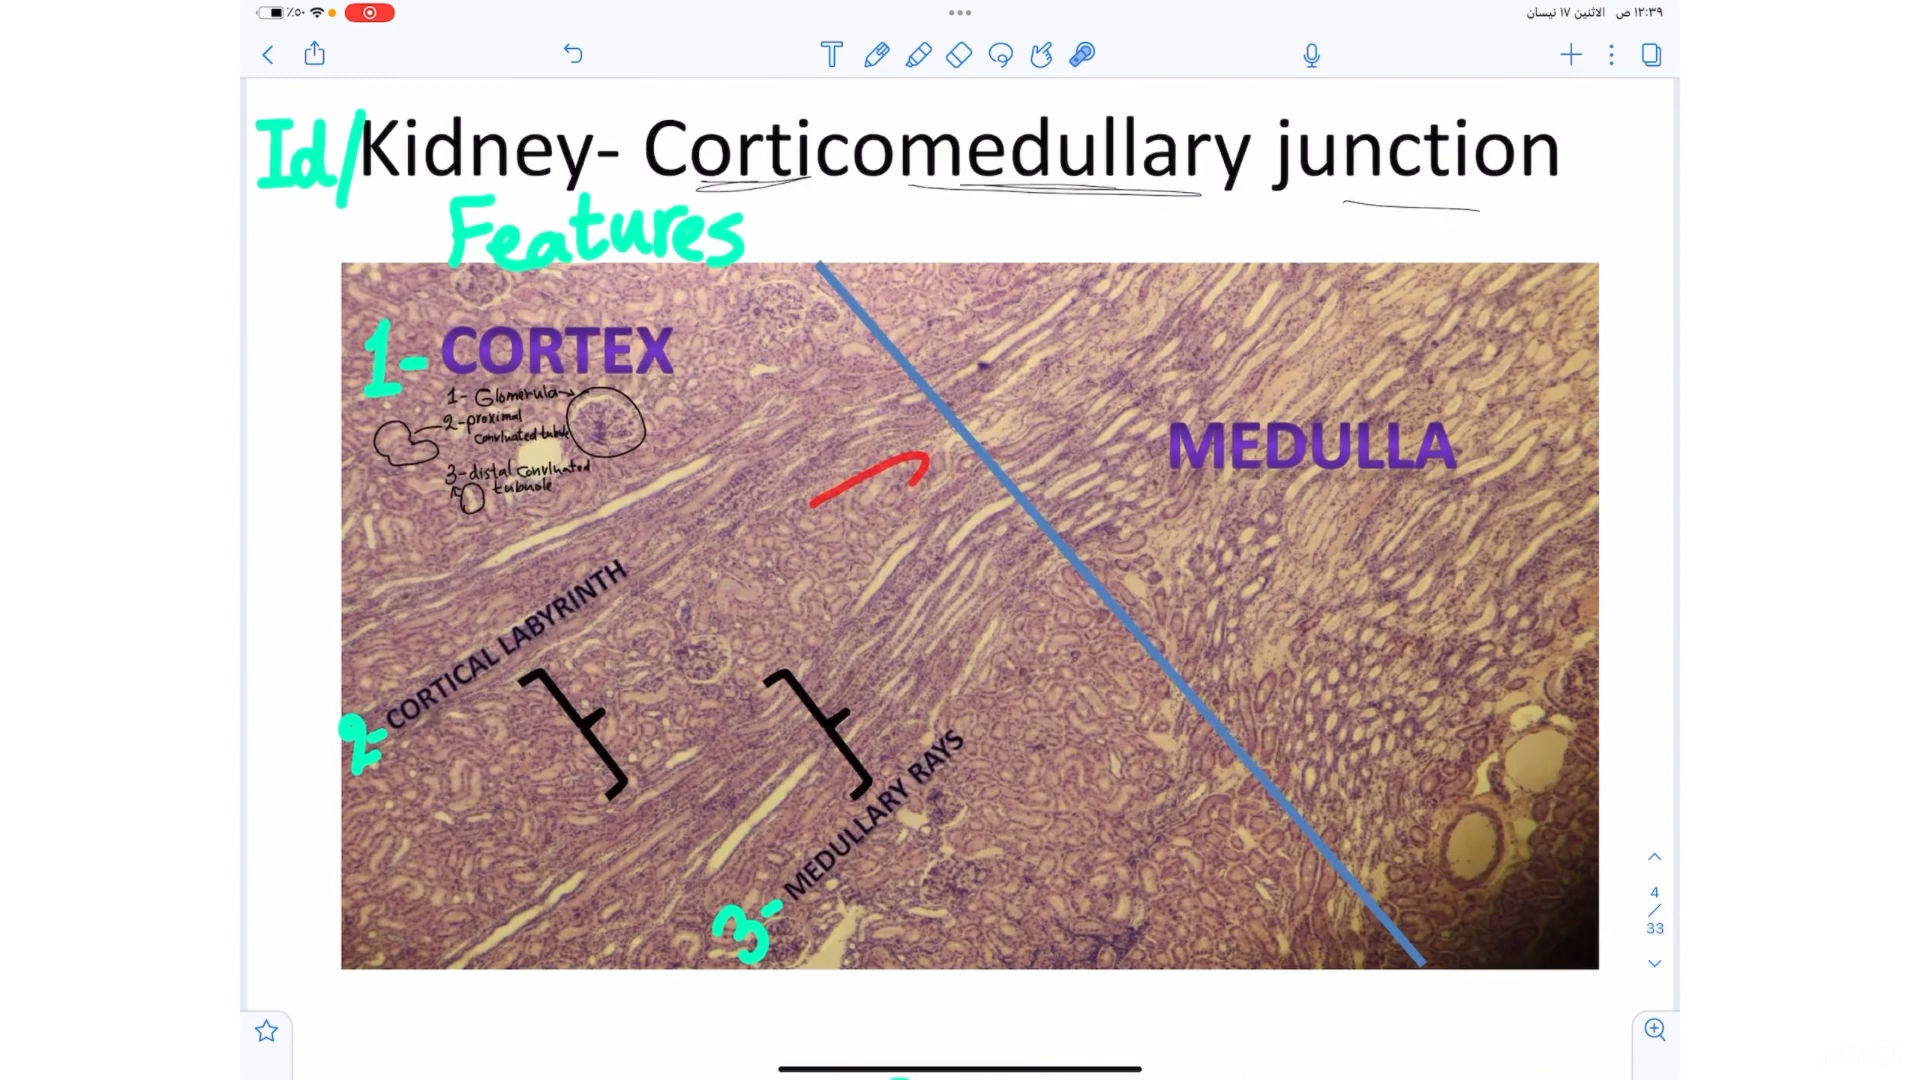 ٪٥٠
١٢:٣٩ ص الاثنين ١٧ نيسان
T
Id/Kidney- Corticomedullary junction
Features
1- CORTEX
1- Glomerula
2-proximal
convluated tubule
3-distal convluated
tubuole
MEDULLA
2- CORTICAL LABYRINTH
3- MEDULLARY RAYS
4
/
33